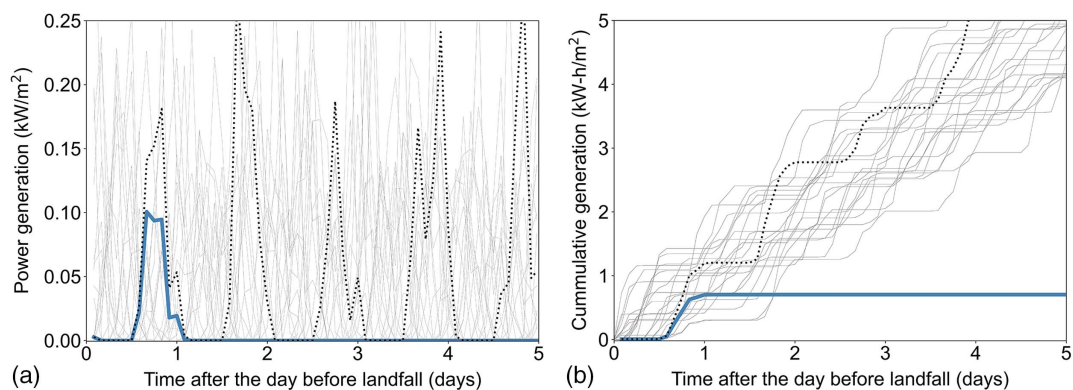 Power generation (kW/m²)
0.25
0.20
0.15
0.10
0.05
0.00
0 1 2 3 4 5
Time after the day before landfall (days)
(a)
Cummulative generation (kW-h/m²)
5
4
3
2
1
0
0 1 2 3 4 5
Time after the day before landfall (days)
(b)